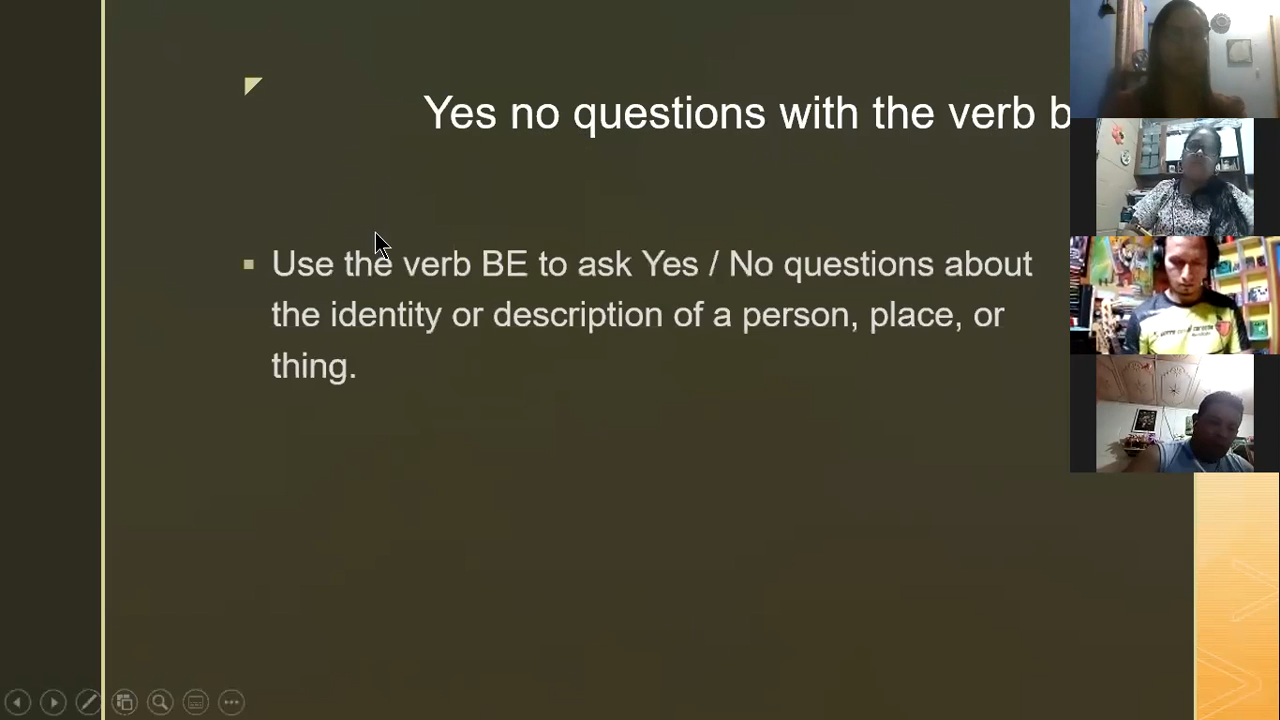 Yes no questions with the verb b
Use the verb BE to ask Yes / No questions about
the identity or description of a person, place, or
thing.